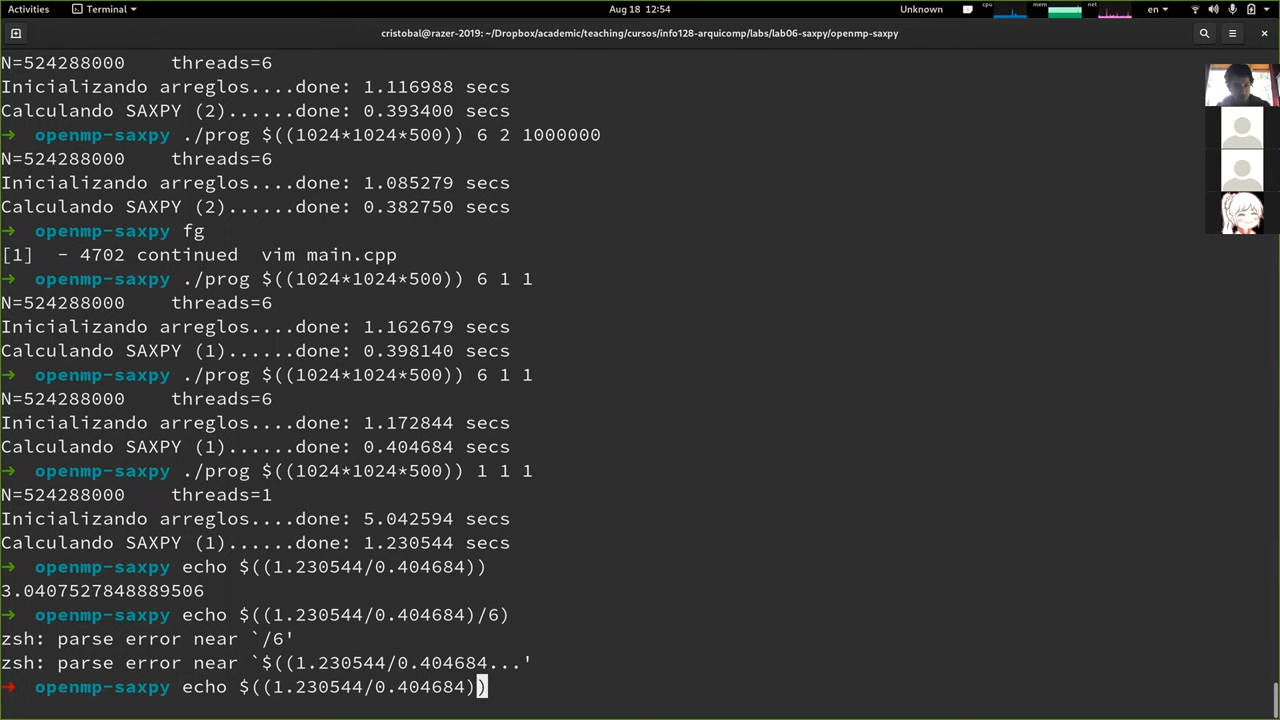 Activities Terminal Aug 18 12:54 Unknown cpu mem net en
cristobal@razer-2019: ~/Dropbox/academic/teaching/cursos/info128-arquicomp/labs/lab06-saxpy/openmp-saxpy
N=524288000    threads=6
Inicializando arreglos....done: 1.116988 secs
Calculando SAXPY (2)......done: 0.393400 secs
→  openmp-saxpy ./prog $((1024*1024*500)) 6 2 1000000
N=524288000    threads=6
Inicializando arreglos....done: 1.085279 secs
Calculando SAXPY (2)......done: 0.382750 secs
→  openmp-saxpy fg
[1]  - 4702 continued  vim main.cpp
→  openmp-saxpy ./prog $((1024*1024*500)) 6 1 1
N=524288000    threads=6
Inicializando arreglos....done: 1.162679 secs
Calculando SAXPY (1)......done: 0.398140 secs
→  openmp-saxpy ./prog $((1024*1024*500)) 6 1 1
N=524288000    threads=6
Inicializando arreglos....done: 1.172844 secs
Calculando SAXPY (1)......done: 0.404684 secs
→  openmp-saxpy ./prog $((1024*1024*500)) 1 1 1
N=524288000    threads=1
Inicializando arreglos....done: 5.042594 secs
Calculando SAXPY (1)......done: 1.230544 secs
→  openmp-saxpy echo $((1.230544/0.404684))
3.0407527848889506
→  openmp-saxpy echo $((1.230544/0.404684)/6)
zsh: parse error near `/6'
zsh: parse error near `$((1.230544/0.404684...'
→  openmp-saxpy echo $((1.230544/0.404684))